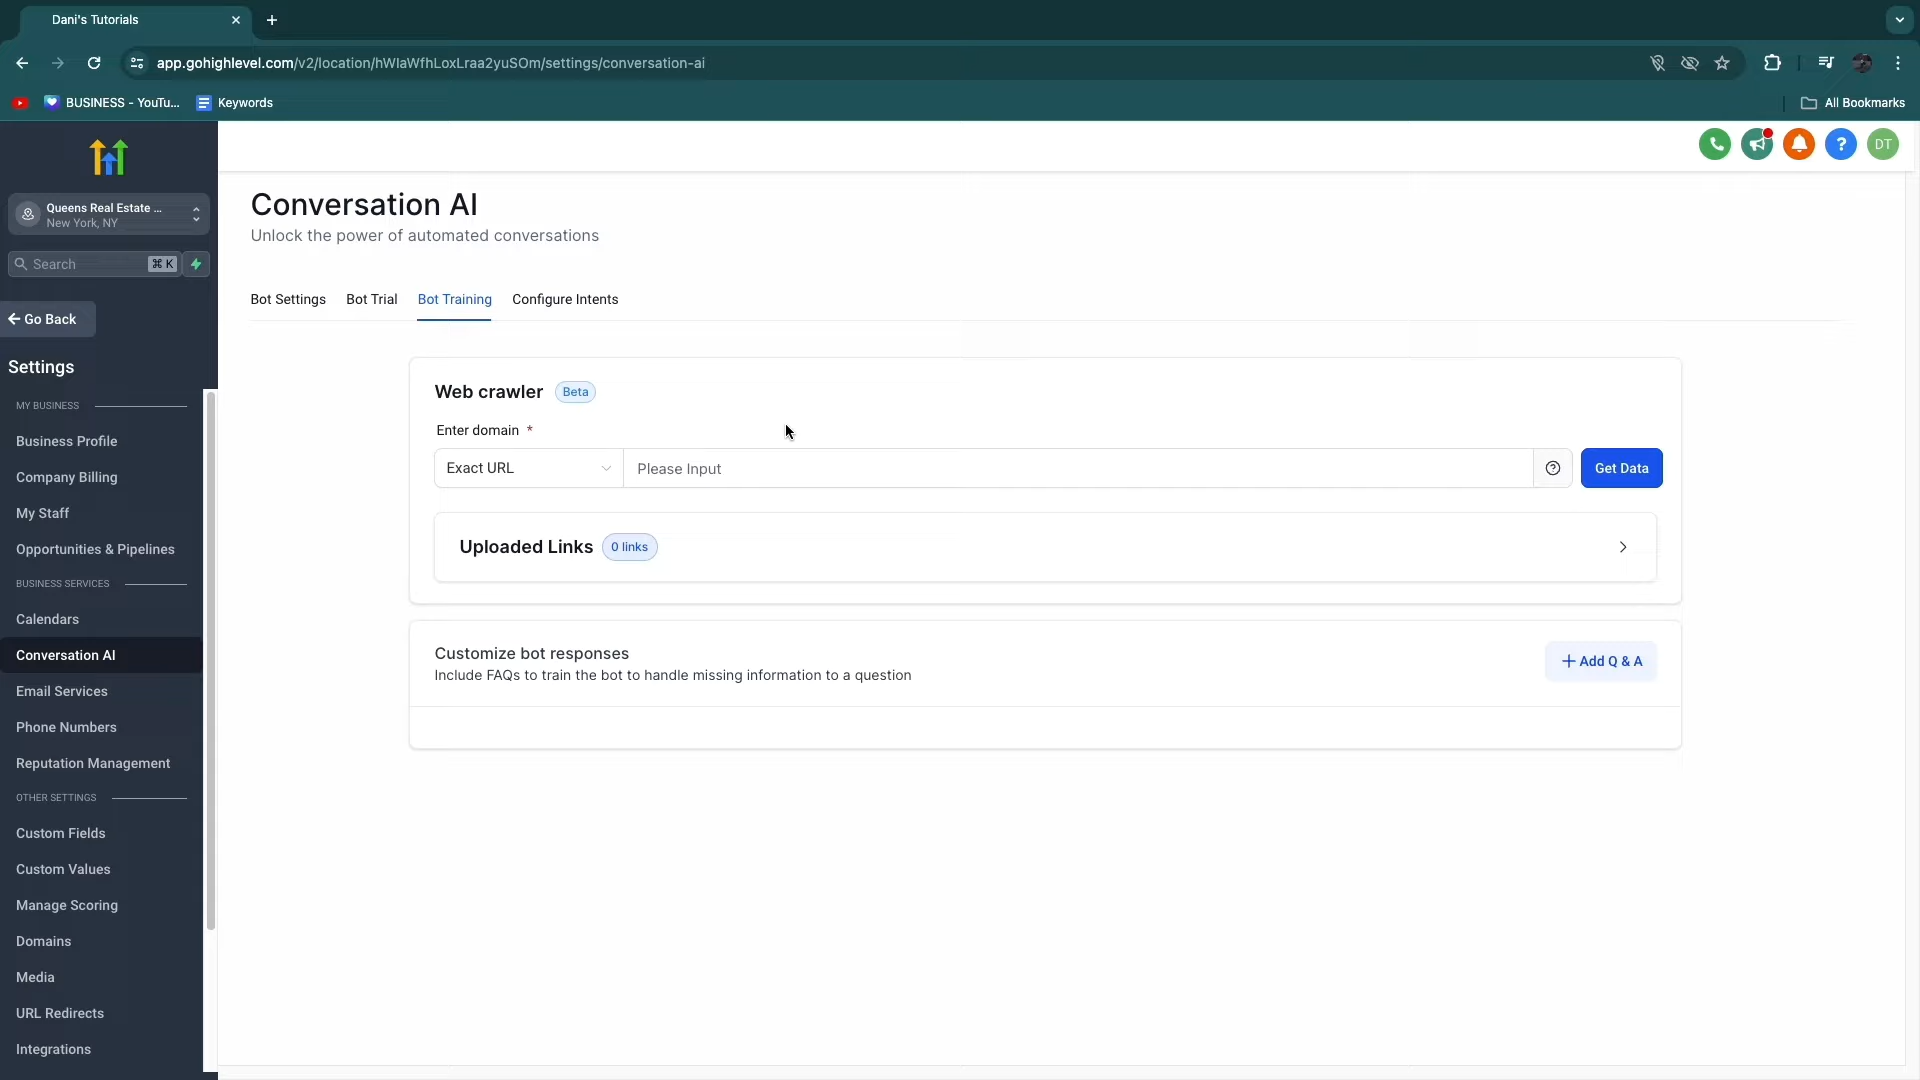 Dani's Tutorials
app.gohighlevel.com/v2/location/hWlaWfhLoxLraa2yuSOm/settings/conversation-ai
BUSINESS - YouTu...
Keywords
All Bookmarks
Queens Real Estate ...
New York, NY
Search
⌘ K
Go Back
Settings
MY BUSINESS
Business Profile
Company Billing
My Staff
Opportunities & Pipelines
BUSINESS SERVICES
Calendars
Conversation AI
Email Services
Phone Numbers
Reputation Management
OTHER SETTINGS
Custom Fields
Custom Values
Manage Scoring
Domains
Media
URL Redirects
Integrations
DT
Conversation AI
Unlock the power of automated conversations
Bot Settings
Bot Trial
Bot Training
Configure Intents
Web crawler
Beta
Enter domain *
Exact URL
Please Input
Get Data
Uploaded Links
0 links
Customize bot responses
Include FAQs to train the bot to handle missing information to a question
+ Add Q & A